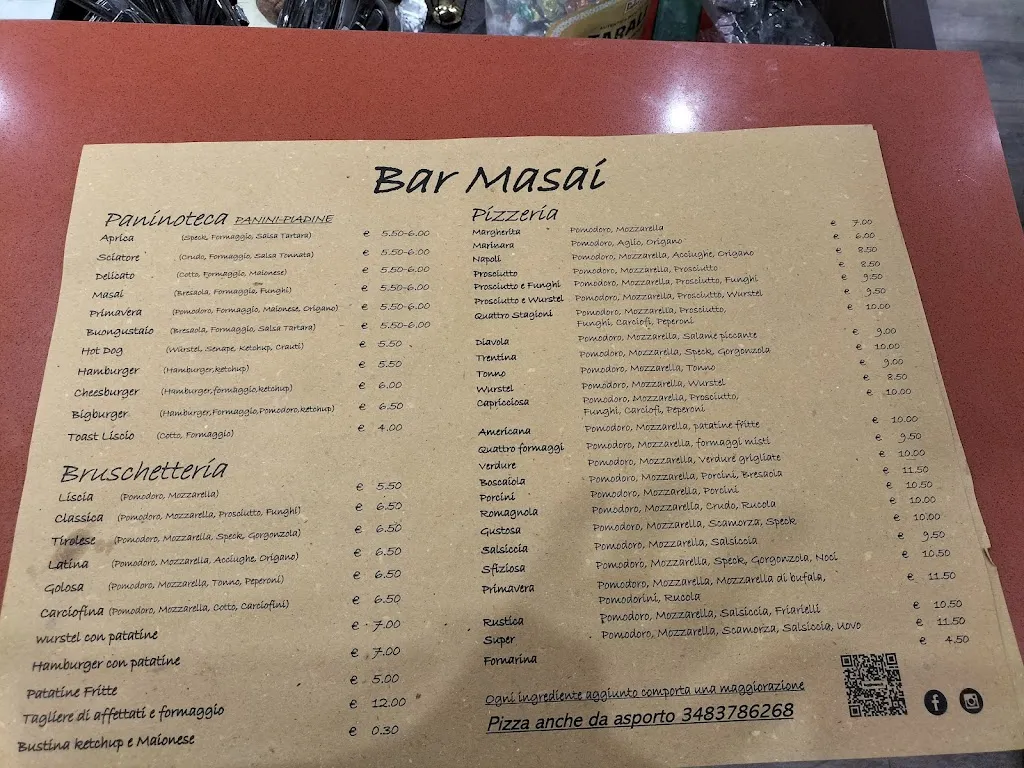 TARAL
Bar Masai
Paninoteca PANINI-PIADINE
Aprica (Speck, Formaggio, Salsa Tartara) € 5.50-6.00
Sciatore (Crudo, Formaggio, Salsa Tonnata) € 5.50-6.00
Delicato (Cotto, Formaggio, Maionese) € 5.50-6.00
Masai (Bresaola, Formaggio, Funghi) € 5.50-6.00
Primavera (Pomodoro, Formaggio, Maionese, Origano) € 5.50-6.00
Buongustaio (Bresaola, Formaggio, Salsa Tartara) € 5.50-6.00
Hot Dog (Würstel, Senape, Ketchup, Crauti) € 5.50
Hamburger (Hamburger,ketchup) € 5.50
Cheesburger (Hamburger,formaggio,ketchup) € 6.00
Bigburger (Hamburger,Formaggio,Pomodoro,ketchup) € 6.50
Toast Liscio (Cotto, Formaggio) € 4.00
Bruschetteria
Liscia (Pomodoro, Mozzarella) € 5.50
Classica (Pomodoro, Mozzarella, Prosciutto, Funghi) € 6.50
Tirolese (Pomodoro, Mozzarella, Speck, Gorgonzola) € 6.50
Latina (Pomodoro, Mozzarella, Acciughe, Origano) € 6.50
Golosa (Pomodoro, Mozzarella, Tonno, Peperoni) € 6.50
Carciofina (Pomodoro, Mozzarella, Cotto, Carciofini) € 6.50
wurstel con patatine € 7.00
Hamburger con patatine € 7.00
Patatine Fritte € 5.00
Tagliere di affettati e formaggio € 12.00
Bustina ketchup e Maionese € 0.30
Pizzeria
Margherita Pomodoro, Mozzarella € 7.00
Marinara Pomodoro, Aglio, Origano € 6.00
Napoli Pomodoro, Mozzarella, Acciughe, Origano € 8.50
Prosciutto Pomodoro, Mozzarella, Prosciutto € 8.50
Prosciutto e Funghi Pomodoro, Mozzarella, Prosciutto, Funghi € 9.50
Prosciutto e Wurstel Pomodoro, Mozzarella, Prosciutto, Wurstel € 9.50
Quattro Stagioni Pomodoro, Mozzarella, Prosciutto, € 10.00
Funghi, Carciofi, Peperoni
Diavola Pomodoro, Mozzarella, Salame piccante € 9.00
Trentina Pomodoro, Mozzarella, Speck, Gorgonzola € 10.00
Tonno Pomodoro, Mozzarella, Tonno € 9.00
Wurstel Pomodoro, Mozzarella, Wurstel € 8.50
Capricciosa Pomodoro, Mozzarella, Prosciutto, € 10.00
Funghi, Carciofi, Peperoni
Americana Pomodoro, Mozzarella, patatine fritte € 10.00
Quattro formaggi Pomodoro, Mozzarella, formaggi misti € 9.50
Verdure Pomodoro, Mozzarella, Verdure grigliate € 10.00
Boscaiola Pomodoro, Mozzarella, Porcini, Bresaola € 11.50
Porcini Pomodoro, Mozzarella, Porcini € 10.50
Romagnola Pomodoro, Mozzarella, Crudo, Rucola € 10.00
Gustosa Pomodoro, Mozzarella, Scamorza, Speck € 10.00
Salsiccia Pomodoro, Mozzarella, Salsiccia € 9.50
Sfiziosa Pomodoro, Mozzarella, Speck, Gorgonzola, Noci € 10.50
Primavera Pomodoro, Mozzarella, Mozzarella di bufala, € 11.50
Pomodorini, Rucola
Rustica Pomodoro, Mozzarella, Salsiccia, Friarielli € 10.50
Super Pomodoro, Mozzarella, Scamorza, Salsiccia, Uovo € 11.50
Fornarina € 4.50
Ogni ingrediente aggiunto comporta una maggiorazione
Pizza anche da asporto 3483786268